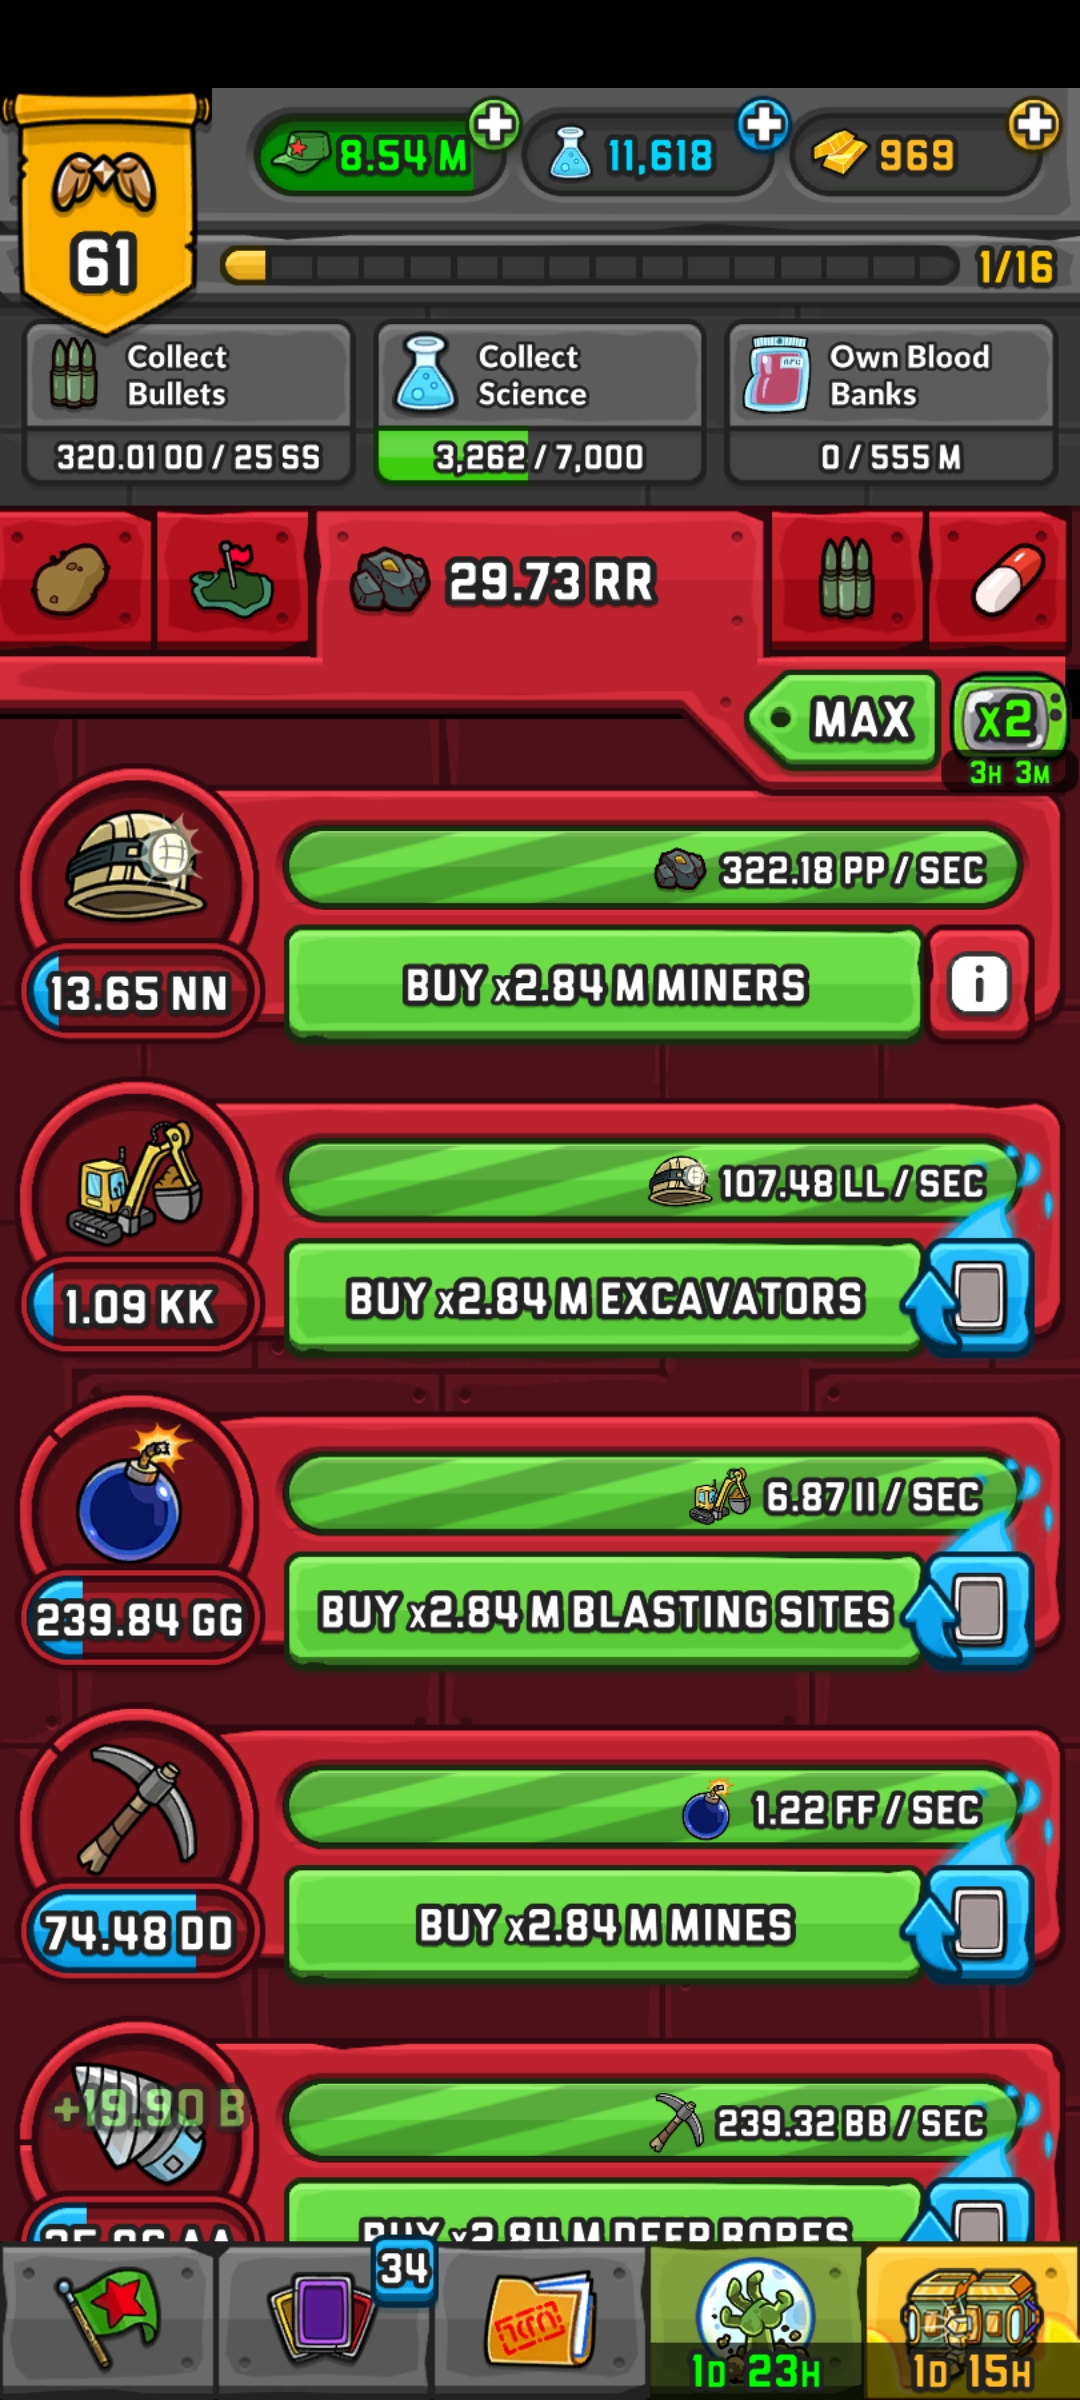 8.54 M
11,618
969
61
1/16
Collect
Bullets
320.01 OO / 25 SS
Collect
Science
3,262 / 7,000
Own Blood
Banks
0 / 555 M
29.73 RR
MAX
x2
3H 3M
322.18 PP / SEC
13.65 NN
BUY x2.84 M MINERS
i
107.48 LL / SEC
1.09 KK
BUY x2.84 M EXCAVATORS
6.87 II / SEC
239.84 GG
BUY x2.84 M BLASTING SITES
1.22 FF / SEC
74.48 DD
BUY x2.84 M MINES
+19.90 B
239.32 BB / SEC
BUY x2.84 M DEEP BORES
34
1D 23H
1D 15H